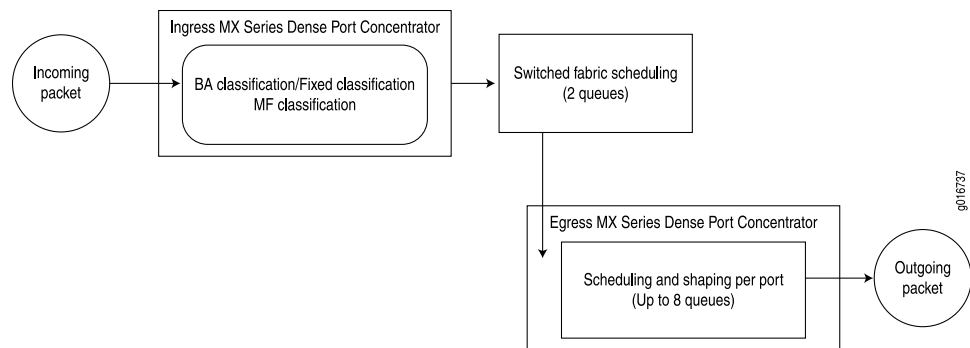 Ingress MX Series Dense Port Concentrator
Incoming
packet
BA classification/Fixed classification
MF classification
Switched fabric scheduling
(2 queues)
g016737
Egress MX Series Dense Port Concentrator
Scheduling and shaping per port
(Up to 8 queues)
Outgoing
packet